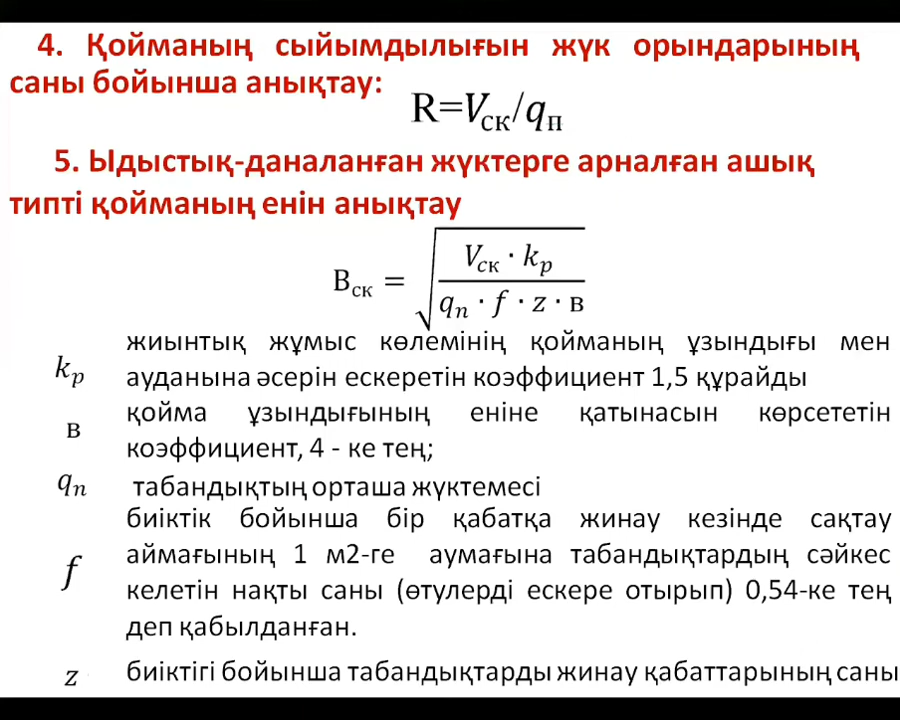 4. Қойманың сыйымдылығын жүк орындарының
саны бойынша анықтау:
R=Vск/qп
5. Ыдыстық-даналанған жүктерге арналған ашық
типті қойманың енін анықтау
Вск = √((Vск · kp)/(qn · f · z · в))
жиынтық жұмыс көлемінің қойманың ұзындығы мен
kp ауданына әсерін ескеретін коэффициент 1,5 құрайды
қойма ұзындығының еніне қатынасын көрсететін
в коэффициент, 4 - ке тең;
qn табандықтың орташа жүктемесі
биіктік бойынша бір қабатқа жинау кезінде сақтау
аймағының 1 м2-ге аумағына табандықтардың сәйкес
f келетін нақты саны (өтулерді ескере отырып) 0,54-ке тең
деп қабылданған.
z биіктігі бойынша табандықтарды жинау қабаттарының саны